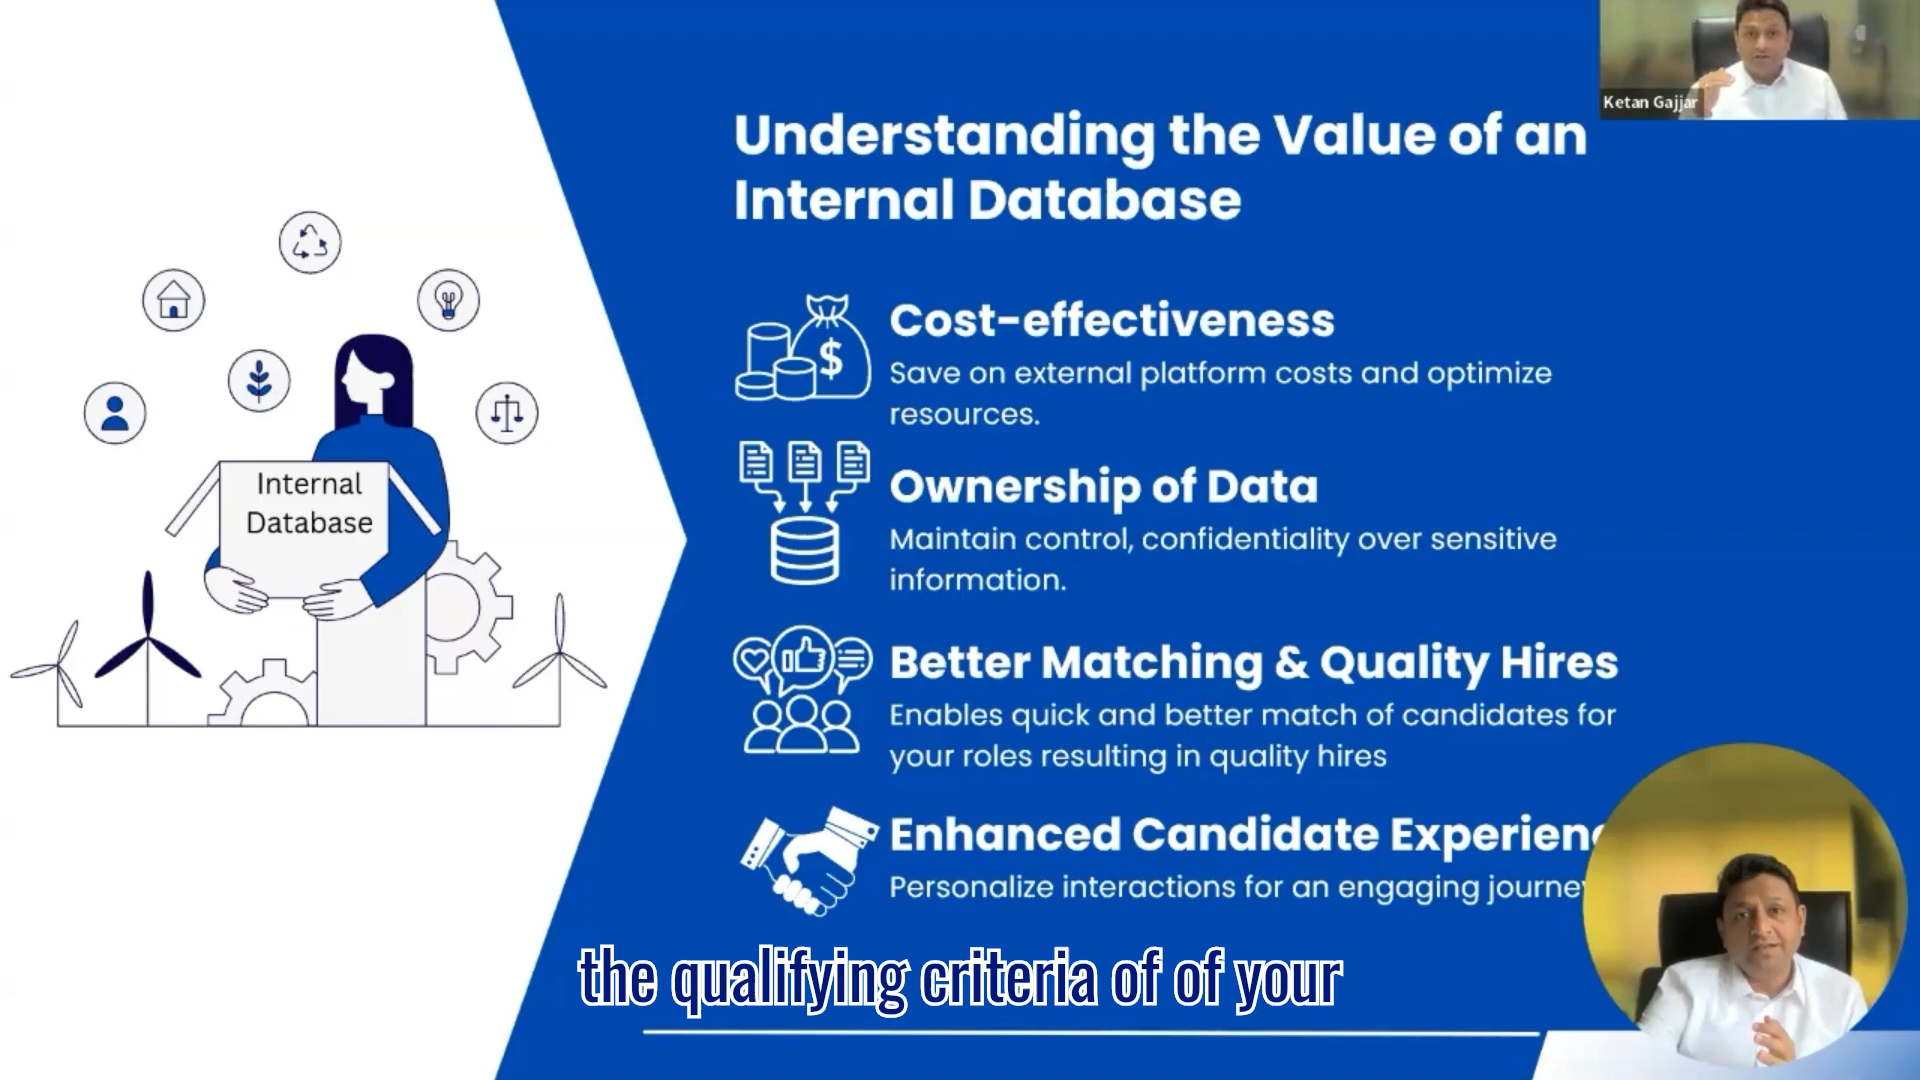 Ketan Gajjar
Understanding the Value of an
Internal Database
Cost-effectiveness
Save on external platform costs and optimize
resources.
Ownership of Data
Maintain control, confidentiality over sensitive
information.
Better Matching & Quality Hires
Enables quick and better match of candidates for
your roles resulting in quality hires
Enhanced Candidate Experienc
Personalize interactions for an engaging journey
Internal
Database
the qualifying criteria of of your